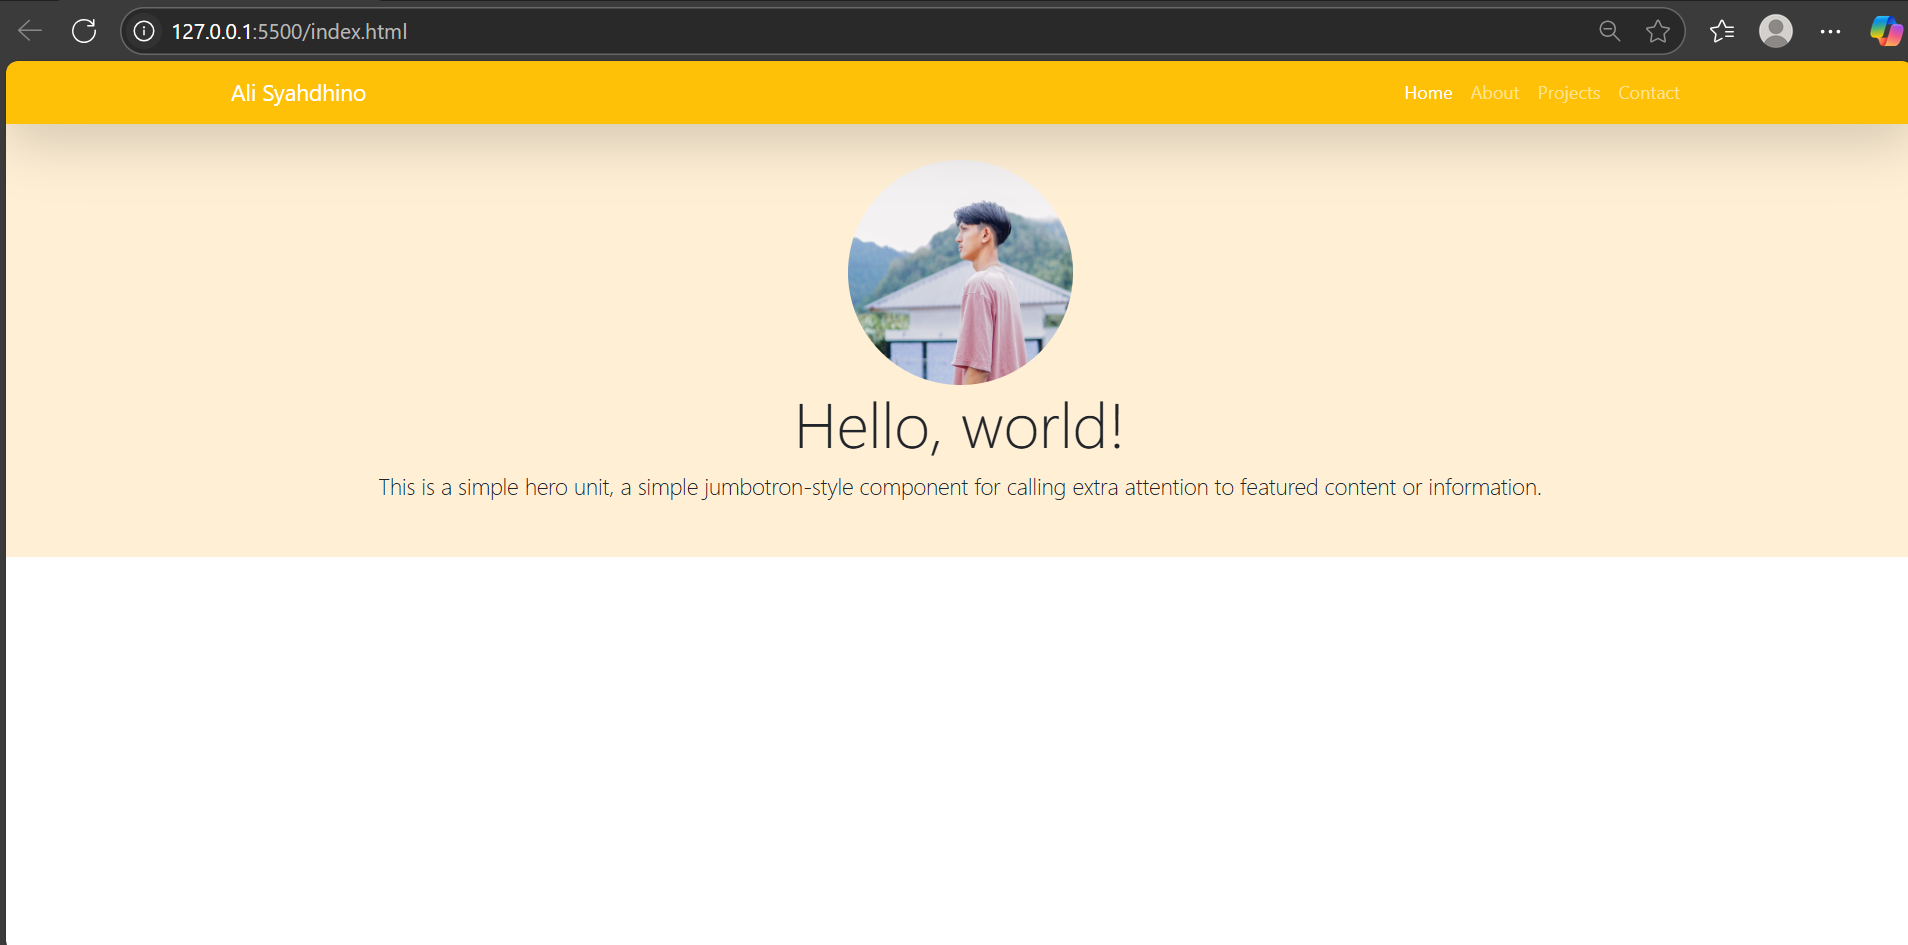 127.0.0.1:5500/index.html
Ali Syahdhino Home About Projects Contact
Hello, world!
This is a simple hero unit, a simple jumbotron-style component for calling extra attention to featured content or information.